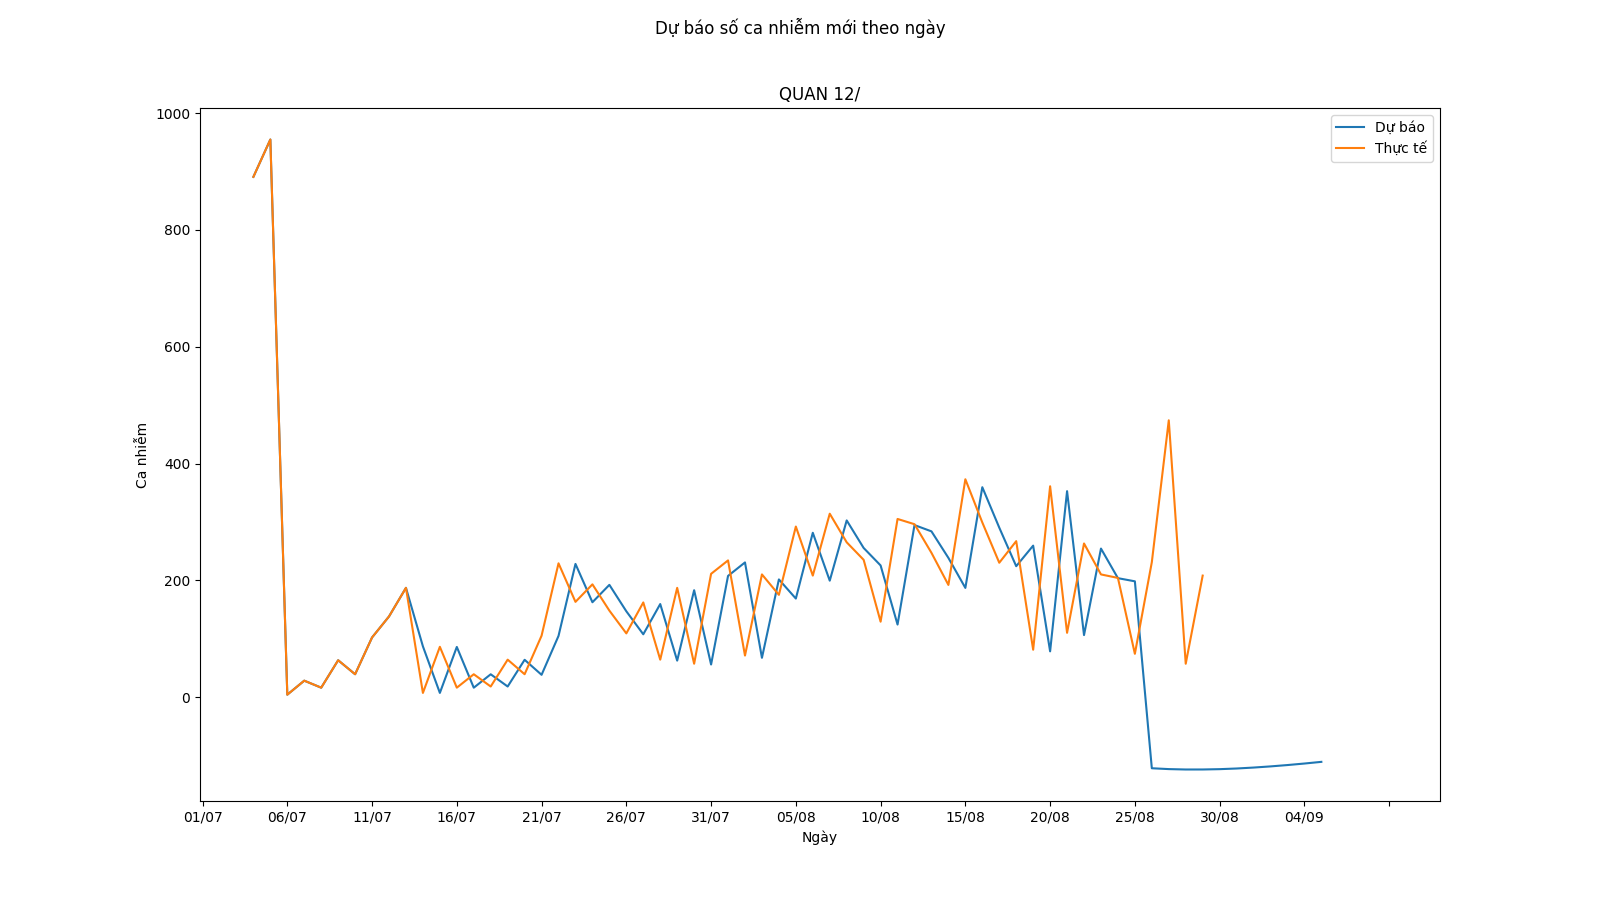 Dự báo số ca nhiễm mới theo ngày
QUAN 12/
Dự báo
Thực tế
1000
800
600
400
200
0
Ca nhiễm
01/07 06/07 11/07 16/07 21/07 26/07 31/07 05/08 10/08 15/08 20/08 25/08 30/08 04/09
Ngày